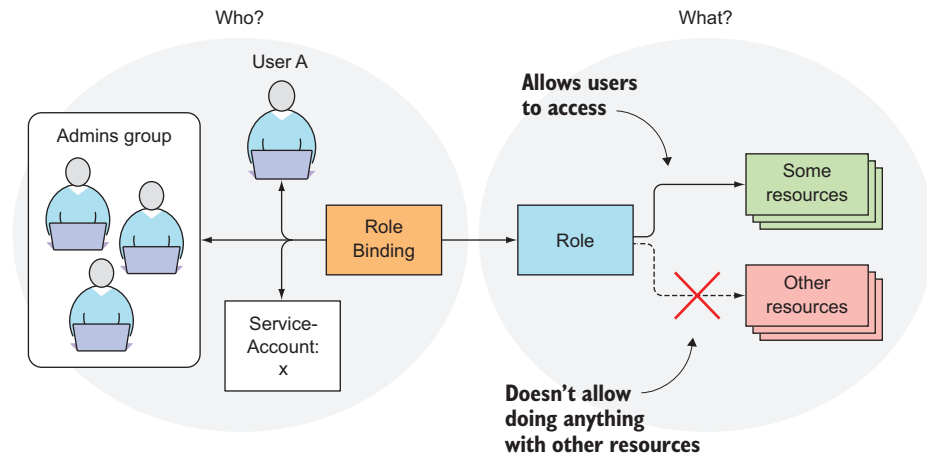 Who?
What?
User A
Allows users
to access
Admins group
Some
resources
Role
Binding
Role
Other
resources
Service-
Account:
x
Doesn’t allow
doing anything
with other resources